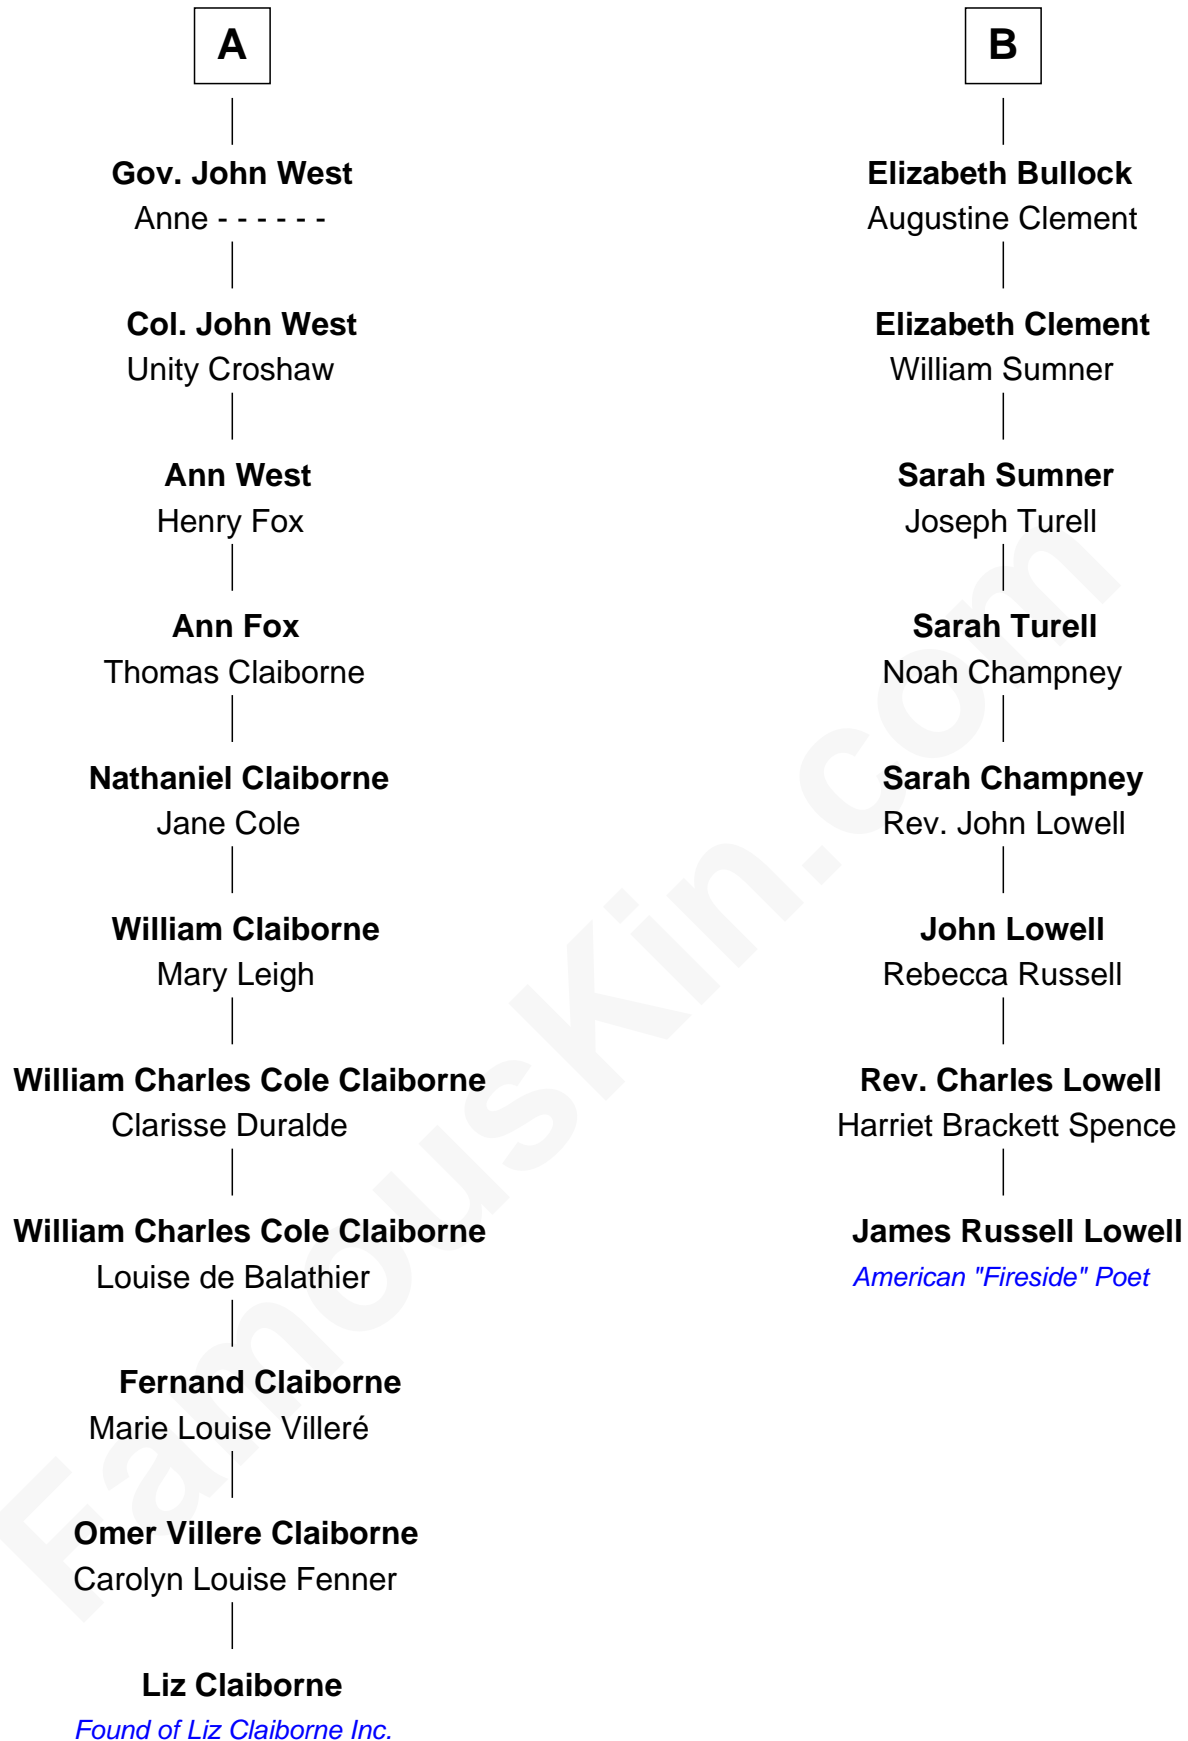 A
Gov. John West
Anne - - - - - -
Col. John West
Unity Croshaw
Ann West
Henry Fox
Ann Fox
Thomas Claiborne
Nathaniel Claiborne
Jane Cole
William Claiborne
Mary Leigh
William Charles Cole Claiborne
Clarisse Duralde
William Charles Cole Claiborne
Louise de Balathier
Fernand Claiborne
Marie Louise Villeré
Omer Villere Claiborne
Carolyn Louise Fenner
Liz Claiborne
Found of Liz Claiborne Inc.
B
Elizabeth Bullock
Augustine Clement
Elizabeth Clement
William Sumner
Sarah Sumner
Joseph Turell
Sarah Turell
Noah Champney
Sarah Champney
Rev. John Lowell
John Lowell
Rebecca Russell
Rev. Charles Lowell
Harriet Brackett Spence
James Russell Lowell
American "Fireside" Poet
FamousKin.com